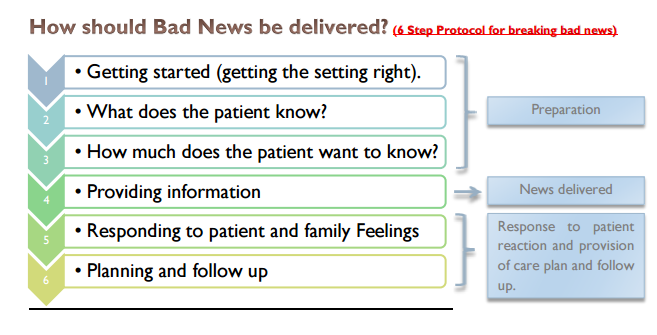 How should Bad News be delivered? (6 Step Protocol for breaking bad news)
1
• Getting started (getting the setting right).
2
• What does the patient know?
3
• How much does the patient want to know?
Preparation
4
• Providing information
News delivered
5
• Responding to patient and family Feelings
6
• Planning and follow up
Response to patient
reaction and provision
of care plan and follow
up.